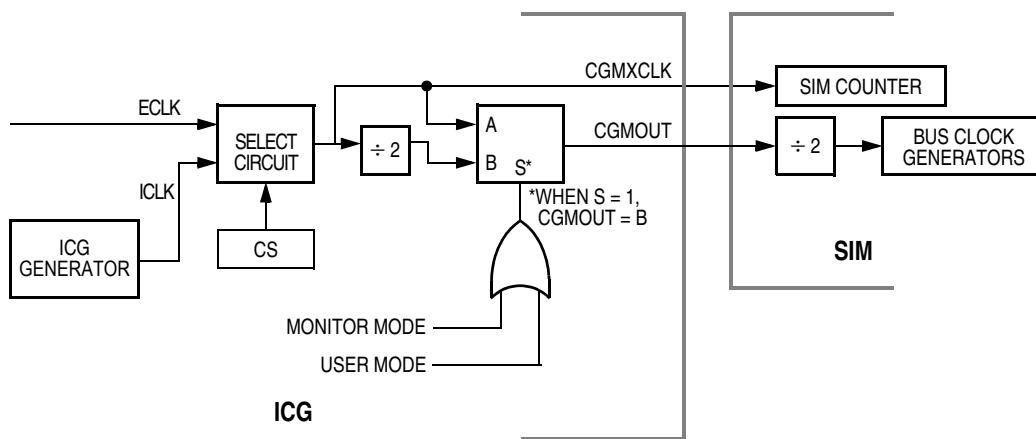 CGMXCLK
SIM COUNTER
ECLK
SELECT
CIRCUIT
÷ 2
A
B
S*
CGMOUT
÷ 2
BUS CLOCK
GENERATORS
ICLK
*WHEN S = 1,
CGMOUT = B
ICG
GENERATOR
CS
SIM
MONITOR MODE
USER MODE
ICG